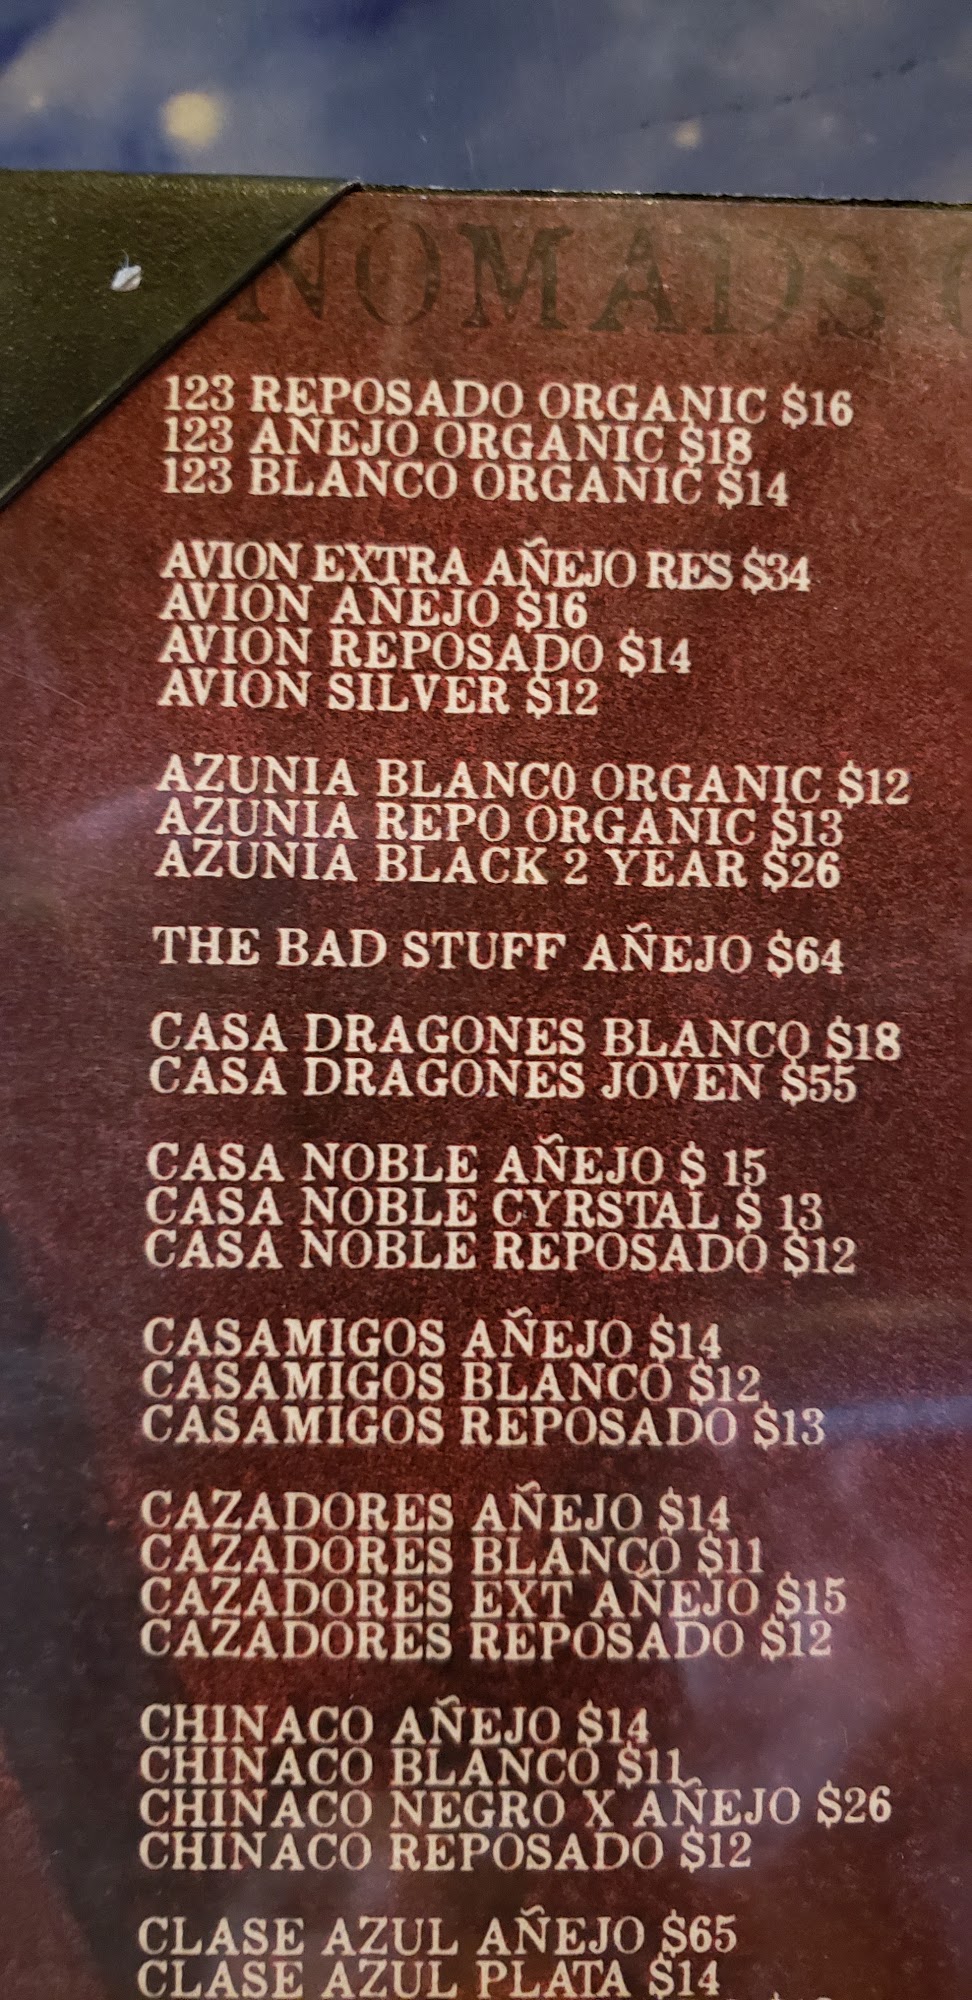 NOMADS
123 REPOSADO ORGANIC $16
123 AÑEJO ORGANIC $18
123 BLANCO ORGANIC $14
AVION EXTRA AÑEJO RES $34
AVION ANEJO $16
AVION REPOSADO $14
AVION SILVER $12
AZUNIA BLANC0 ORGANIC $12
AZUNIA REPO ORGANIC $13
AZUNIA BLACK 2 YEAR $26
THE BAD STUFF AÑEJO $64
CASA DRAGONES BLANCO $18
CASA DRAGONES JOVEN $55
CASA NOBLE AÑEJO $ 15
CASA NOBLE CYRSTAL $ 13
CASA NOBLE REPOSADO $12
CASAMIGOS AÑEJO $14
CASAMIGOS BLANCO $12
CASAMIGOS REPOSADO $13
CAZADORES AÑEJO $14
CAZADORES BLANCO $11
CAZADORES EXT AÑEJO $15
CAZADORES REPOSADO $12
CHINACO AÑEJO $14
CHINACO BLANCO $11
CHINACO NEGRO X AÑEJO $26
CHINACO REPOSADO $12
CLASE AZUL AÑEJO $65
CLASE AZUL PLATA $14